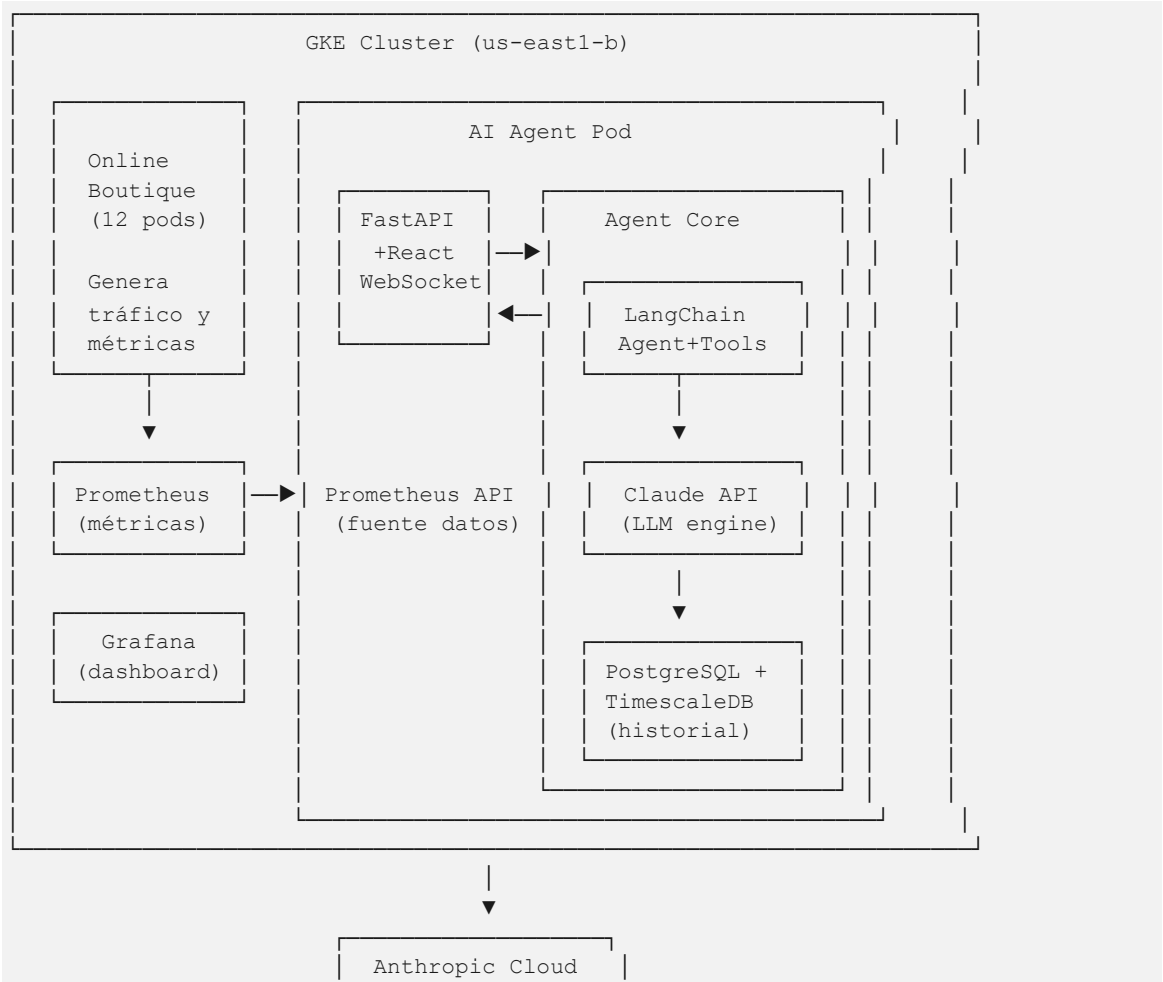 GKE Cluster (us-east1-b)
AI Agent Pod
Online
Boutique
(12 pods)
Genera
tráfico y
métricas
FastAPI
+React
WebSocket
Agent Core
LangChain
Agent+Tools
Prometheus
(métricas)
Prometheus API
(fuente datos)
Claude API
(LLM engine)
Grafana
(dashboard)
PostgreSQL +
TimescaleDB
(historial)
Anthropic Cloud